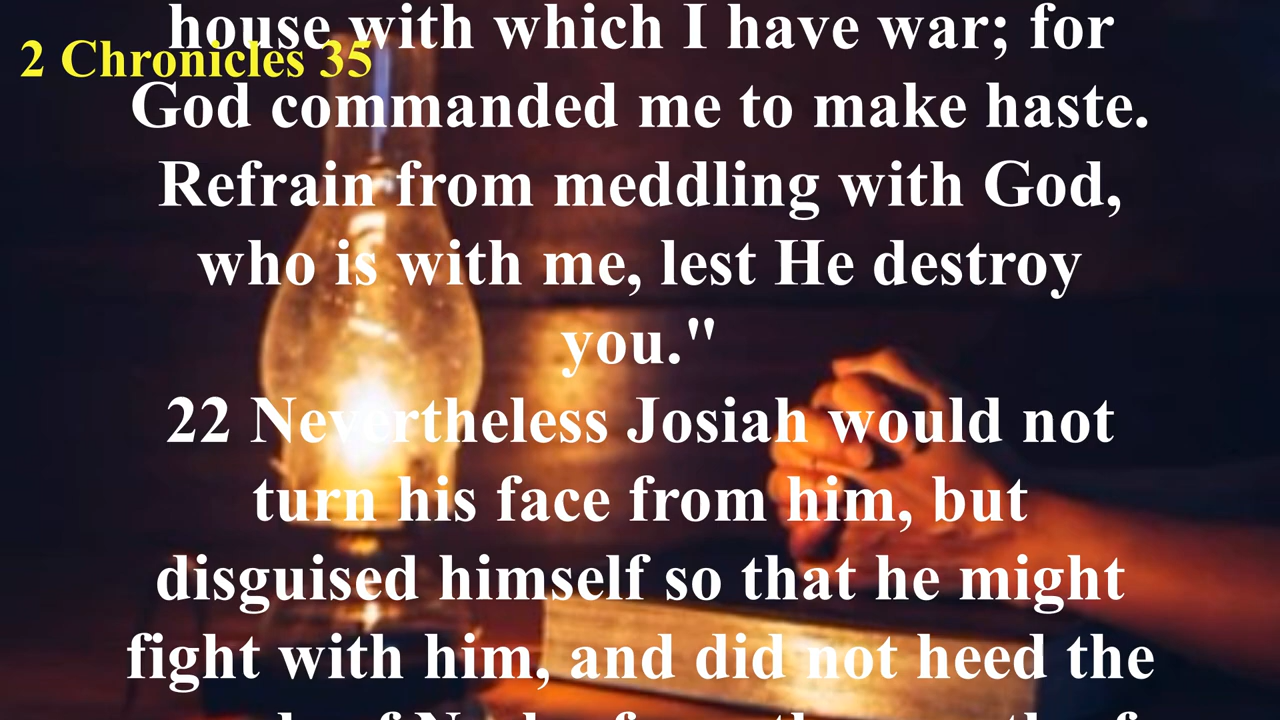 house with which I have war; for
2 Chronicles 35
God commanded me to make haste.
Refrain from meddling with God,
who is with me, lest He destroy
you."
22 Nevertheless Josiah would not
turn his face from him, but
disguised himself so that he might
fight with him, and did not heed the